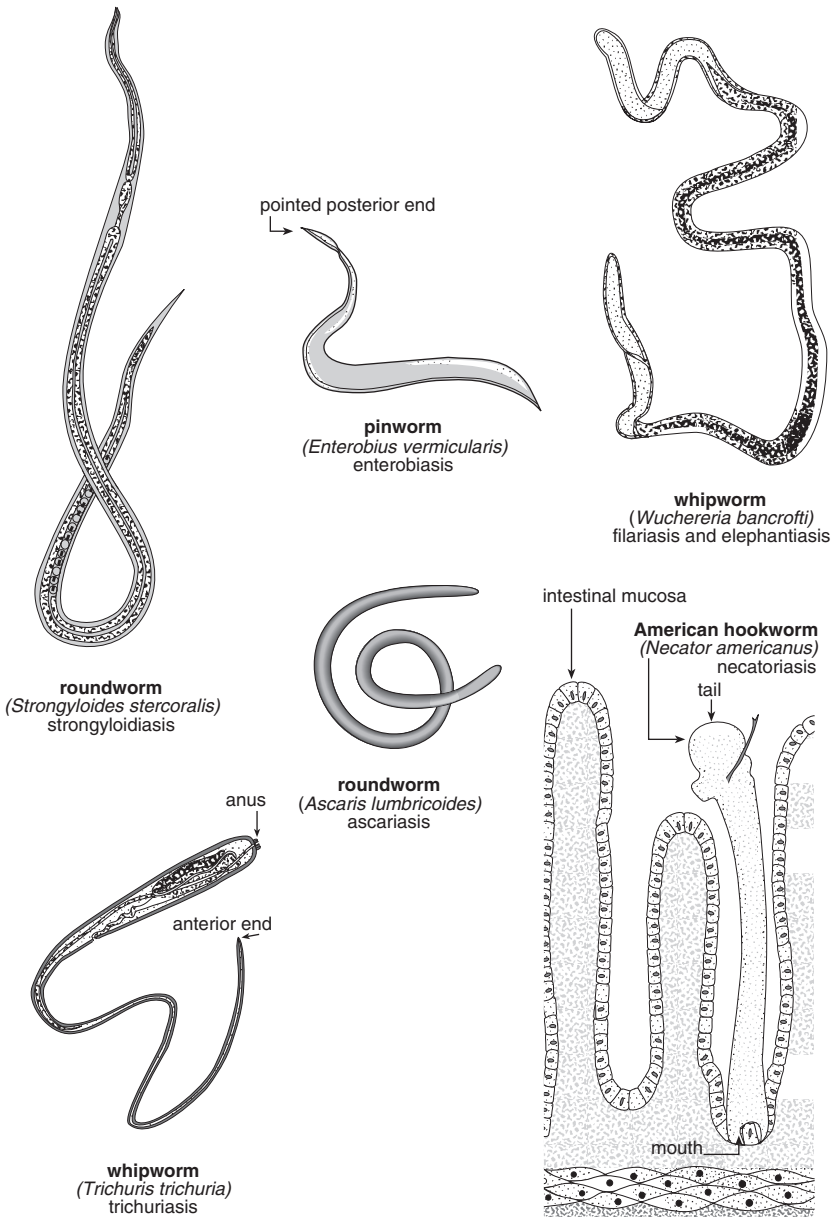 pointed posterior end
pinworm
(Enterobius vermicularis)
enterobiasis
whipworm
(Wuchereria bancrofti)
filariasis and elephantiasis
roundworm
(Strongyloides stercoralis)
strongyloidiasis
roundworm
(Ascaris lumbricoides)
ascariasis
intestinal mucosa
American hookworm
(Necator americanus)
necatoriasis
tail
mouth
anus
anterior end
whipworm
(Trichuris trichuria)
trichuriasis